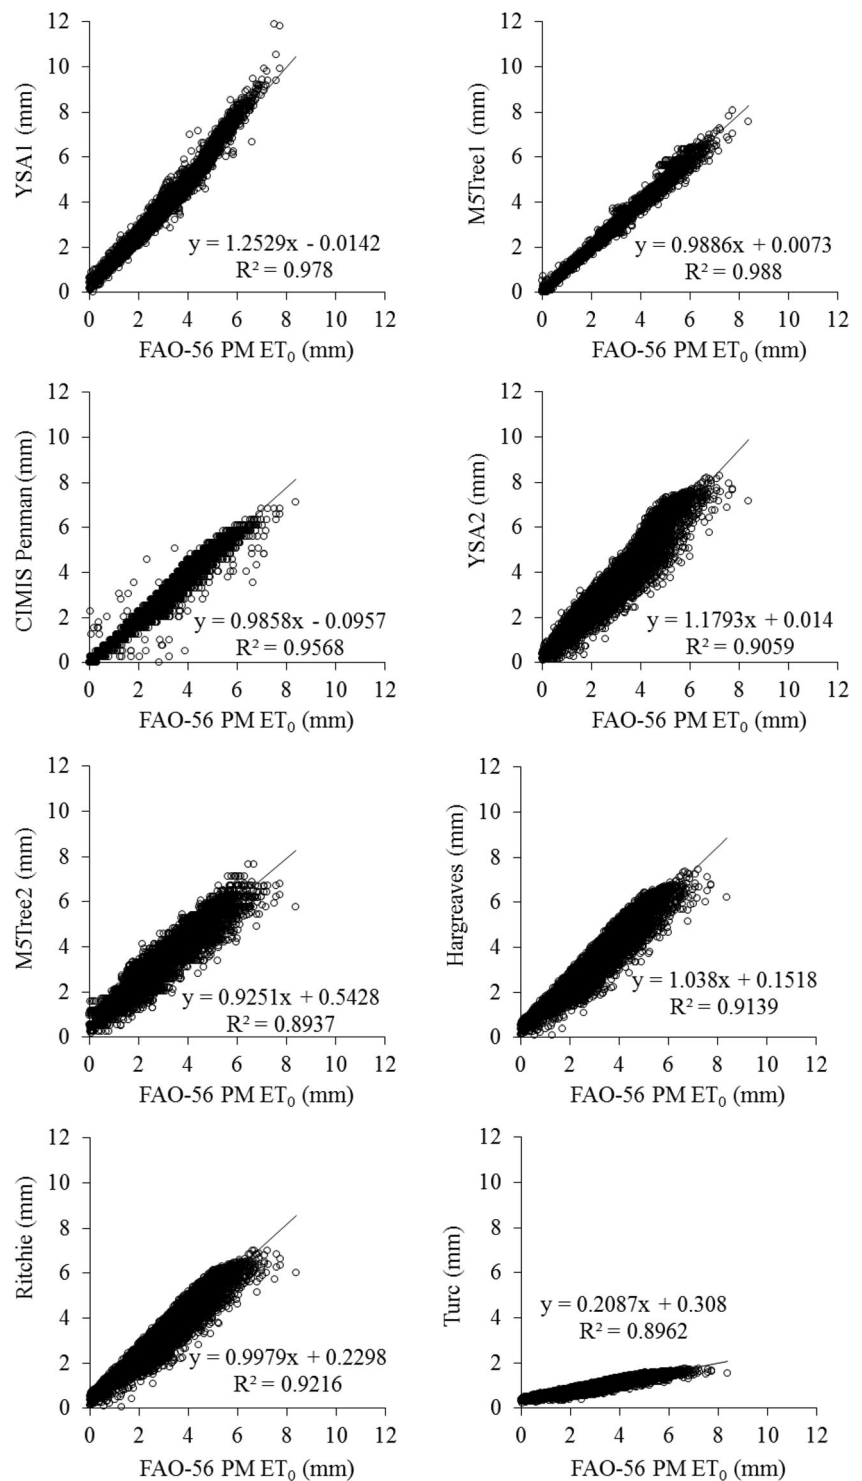 12
10
8
6
4
2
0
YSA1 (mm)
y = 1.2529x - 0.0142
R² = 0.978
0 2 4 6 8 10 12
FAO-56 PM ET₀ (mm)
12
10
8
6
4
2
0
M5Tree1 (mm)
y = 0.9886x + 0.0073
R² = 0.988
0 2 4 6 8 10 12
FAO-56 PM ET₀ (mm)
12
10
8
6
4
2
0
CIMIS Penman (mm)
y = 0.9858x - 0.0957
R² = 0.9568
0 2 4 6 8 10 12
FAO-56 PM ET₀ (mm)
12
10
8
6
4
2
0
YSA2 (mm)
y = 1.1793x + 0.014
R² = 0.9059
0 2 4 6 8 10 12
FAO-56 PM ET₀ (mm)
12
10
8
6
4
2
0
M5Tree2 (mm)
y = 0.9251x + 0.5428
R² = 0.8937
0 2 4 6 8 10 12
FAO-56 PM ET₀ (mm)
12
10
8
6
4
2
0
Hargreaves (mm)
y = 1.038x + 0.1518
R² = 0.9139
0 2 4 6 8 10 12
FAO-56 PM ET₀ (mm)
12
10
8
6
4
2
0
Ritchie (mm)
y = 0.9979x + 0.2298
R² = 0.9216
0 2 4 6 8 10 12
FAO-56 PM ET₀ (mm)
12
10
8
6
4
2
0
Turc (mm)
y = 0.2087x + 0.308
R² = 0.8962
0 2 4 6 8 10 12
FAO-56 PM ET₀ (mm)